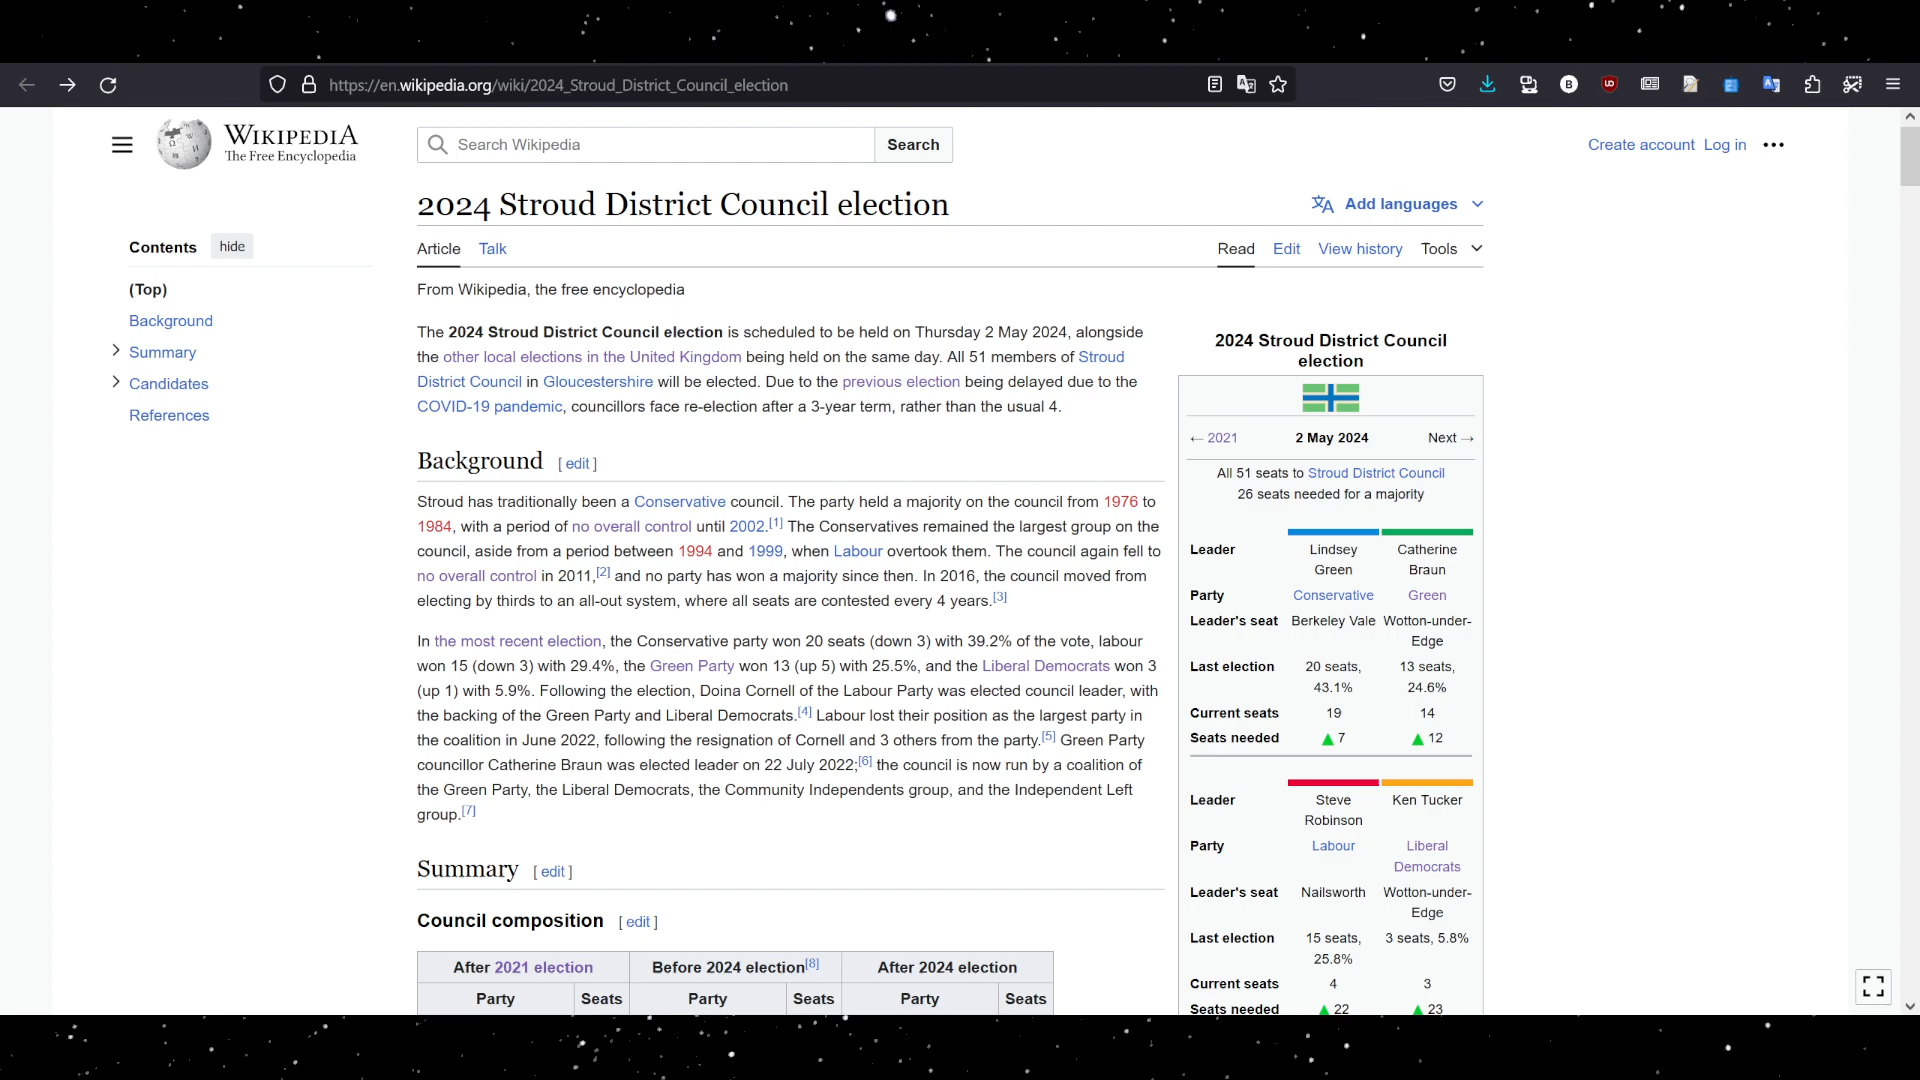 https://en.wikipedia.org/wiki/2024_Stroud_District_Council_election
WIKIPEDIA
The Free Encyclopedia
Search Wikipedia
Search
Create account Log in
2024 Stroud District Council election
Add languages
Contents hide
Article Talk
Read Edit View history Tools
(Top)
Background
Summary
Candidates
References
From Wikipedia, the free encyclopedia
The 2024 Stroud District Council election is scheduled to be held on Thursday 2 May 2024, alongside
the other local elections in the United Kingdom being held on the same day. All 51 members of Stroud
District Council in Gloucestershire will be elected. Due to the previous election being delayed due to the
COVID-19 pandemic, councillors face re-election after a 3-year term, rather than the usual 4.
Background [ edit ]
Stroud has traditionally been a Conservative council. The party held a majority on the council from 1976 to
1984, with a period of no overall control until 2002.[1] The Conservatives remained the largest group on the
council, aside from a period between 1994 and 1999, when Labour overtook them. The council again fell to
no overall control in 2011,[2] and no party has won a majority since then. In 2016, the council moved from
electing by thirds to an all-out system, where all seats are contested every 4 years.[3]
In the most recent election, the Conservative party won 20 seats (down 3) with 39.2% of the vote, labour
won 15 (down 3) with 29.4%, the Green Party won 13 (up 5) with 25.5%, and the Liberal Democrats won 3
(up 1) with 5.9%. Following the election, Doina Cornell of the Labour Party was elected council leader, with
the backing of the Green Party and Liberal Democrats.[4] Labour lost their position as the largest party in
the coalition in June 2022, following the resignation of Cornell and 3 others from the party.[5] Green Party
councillor Catherine Braun was elected leader on 22 July 2022;[6] the council is now run by a coalition of
the Green Party, the Liberal Democrats, the Community Independents group, and the Independent Left
group.[7]
Summary [ edit ]
Council composition [ edit ]
After 2021 election Before 2024 election[8] After 2024 election
Party Seats Party Seats Party Seats
2024 Stroud District Council
election
← 2021 2 May 2024 Next →
All 51 seats to Stroud District Council
26 seats needed for a majority
Leader Lindsey Catherine
Green Braun
Party Conservative Green
Leader's seat Berkeley Vale Wotton-under-
Edge
Last election 20 seats, 13 seats,
43.1% 24.6%
Current seats 19 14
Seats needed ▲ 7 ▲ 12
Leader Steve Ken Tucker
Robinson
Party Labour Liberal
Democrats
Leader's seat Nailsworth Wotton-under-
Edge
Last election 15 seats, 3 seats, 5.8%
25.8%
Current seats 4 3
Seats needed ▲ 22 ▲ 23